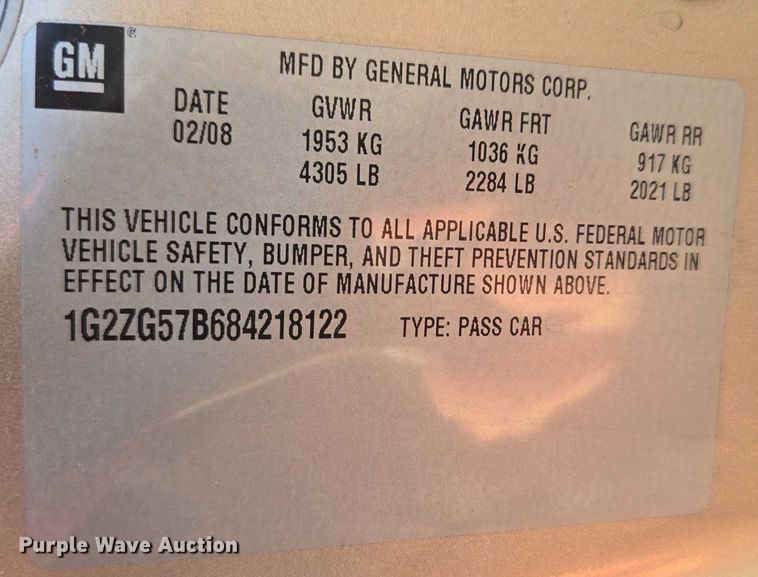 GM®
MFD BY GENERAL MOTORS CORP.
DATE GVWR GAWR FRT GAWR RR
02/08 1953 KG 1036 KG 917 KG
4305 LB 2284 LB 2021 LB
THIS VEHICLE CONFORMS TO ALL APPLICABLE U.S. FEDERAL MOTOR
VEHICLE SAFETY, BUMPER, AND THEFT PREVENTION STANDARDS IN
EFFECT ON THE DATE OF MANUFACTURE SHOWN ABOVE.
1G2ZG57B684218122 TYPE: PASS CAR
Purple Wave Auction